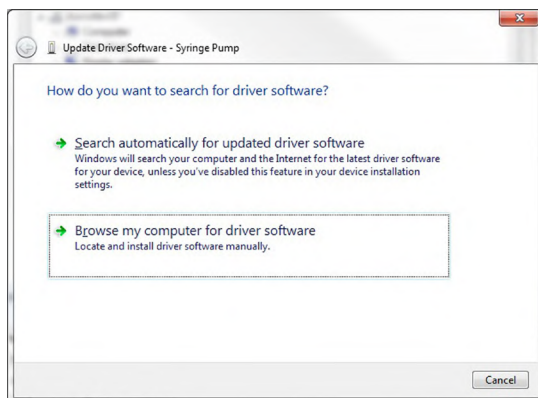 Update Driver Software - Syringe Pump
How do you want to search for driver software?
Search automatically for updated driver software
Windows will search your computer and the Internet for the latest driver software
for your device, unless you've disabled this feature in your device installation
settings.
Browse my computer for driver software
Locate and install driver software manually.
Cancel